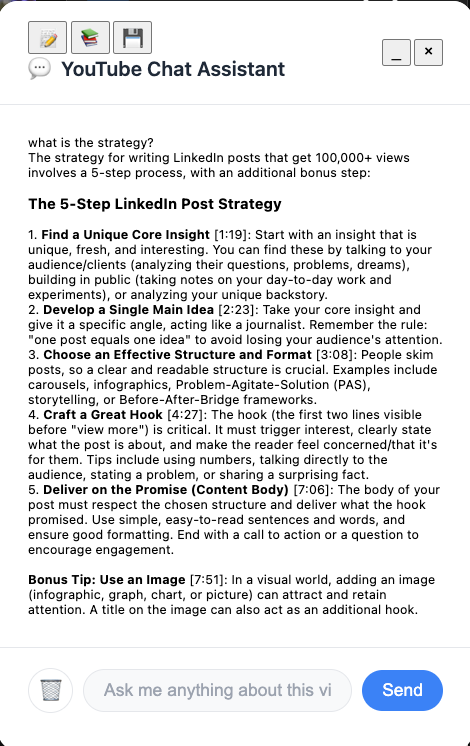 _ ×
YouTube Chat Assistant
what is the strategy?
The strategy for writing LinkedIn posts that get 100,000+ views
involves a 5-step process, with an additional bonus step:
The 5-Step LinkedIn Post Strategy
1. Find a Unique Core Insight [1:19]: Start with an insight that is
unique, fresh, and interesting. You can find these by talking to your
audience/clients (analyzing their questions, problems, dreams),
building in public (taking notes on your day-to-day work and
experiments), or analyzing your unique backstory.
2. Develop a Single Main Idea [2:23]: Take your core insight and
give it a specific angle, acting like a journalist. Remember the rule:
"one post equals one idea" to avoid losing your audience's attention.
3. Choose an Effective Structure and Format [3:08]: People skim
posts, so a clear and readable structure is crucial. Examples include
carousels, infographics, Problem-Agitate-Solution (PAS),
storytelling, or Before-After-Bridge frameworks.
4. Craft a Great Hook [4:27]: The hook (the first two lines visible
before "view more") is critical. It must trigger interest, clearly state
what the post is about, and make the reader feel concerned/that it's
for them. Tips include using numbers, talking directly to the
audience, stating a problem, or sharing a surprising fact.
5. Deliver on the Promise (Content Body) [7:06]: The body of your
post must respect the chosen structure and deliver what the hook
promised. Use simple, easy-to-read sentences and words, and
ensure good formatting. End with a call to action or a question to
encourage engagement.
Bonus Tip: Use an Image [7:51]: In a visual world, adding an image
(infographic, graph, chart, or picture) can attract and retain
attention. A title on the image can also act as an additional hook.
Ask me anything about this vi
Send